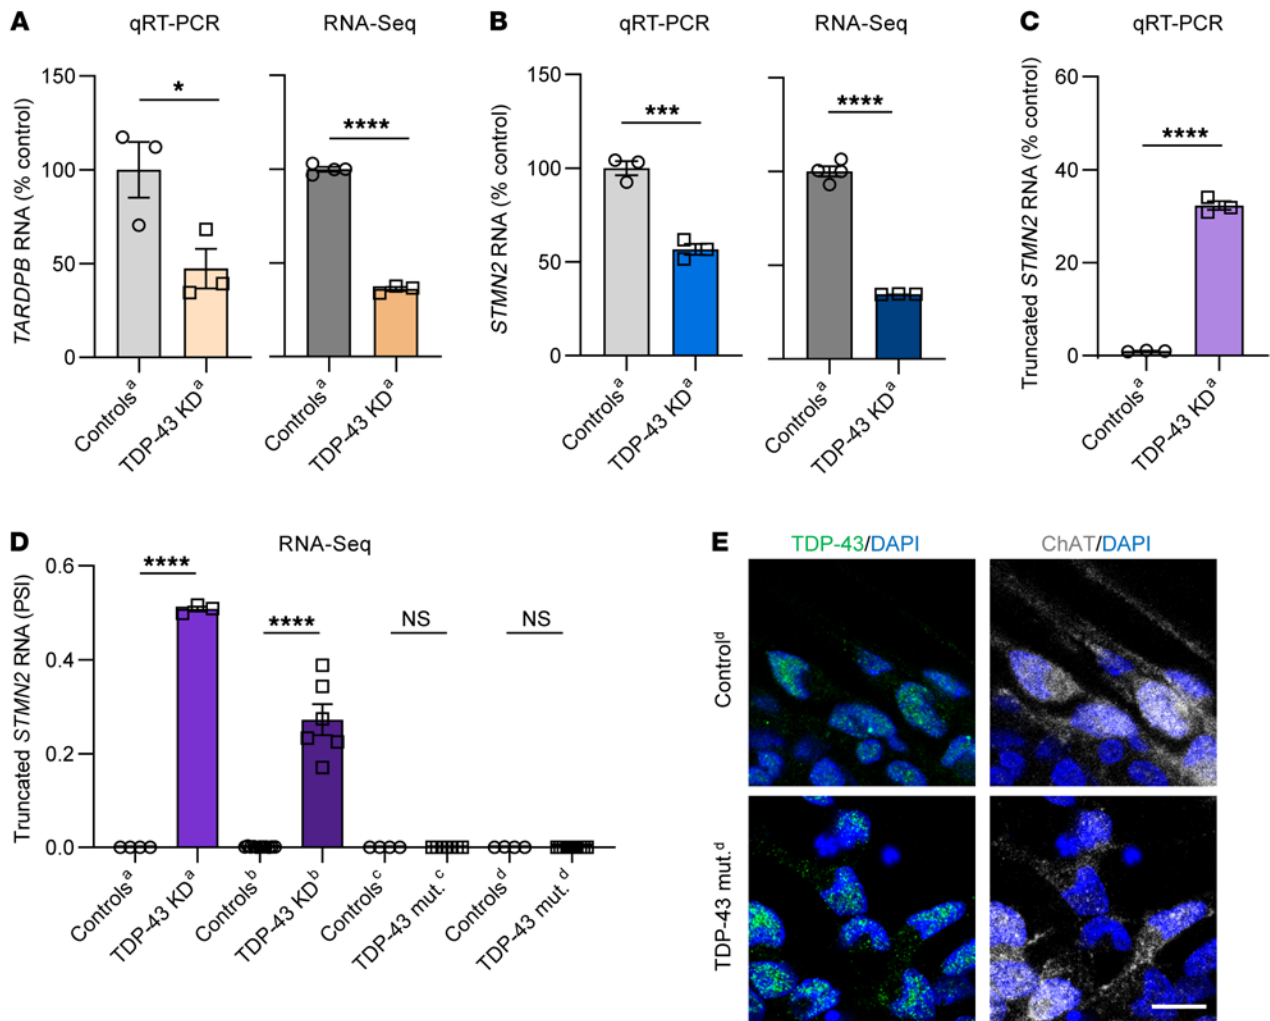 A
qRT-PCR
RNA-Seq
TARDPB RNA (% control)
150
100
50
0
*
****
Controls a
TDP-43 KD a
Controls a
TDP-43 KD a
B
qRT-PCR
RNA-Seq
STMN2 RNA (% control)
150
100
50
0
***
****
Controls a
TDP-43 KD a
Controls a
TDP-43 KD a
C
qRT-PCR
Truncated STMN2 RNA (% control)
60
40
20
0
****
Controls a
TDP-43 KD a
D
RNA-Seq
Truncated STMN2 RNA (PSI)
0.6
0.4
0.2
0.0
****
****
NS
NS
Controls a
TDP-43 KD a
Controls b
TDP-43 KD b
Controls c
TDP-43 mut. c
Controls d
TDP-43 mut. d
E
TDP-43/DAPI
ChAT/DAPI
Control d
TDP-43 mut. d